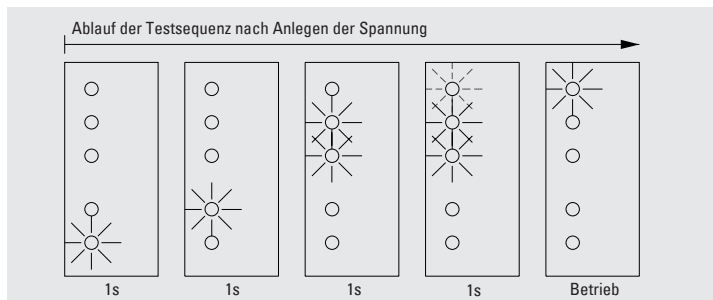 Ablauf der Testsequenz nach Anlegen der Spannung
1s
1s
1s
1s
Betrieb